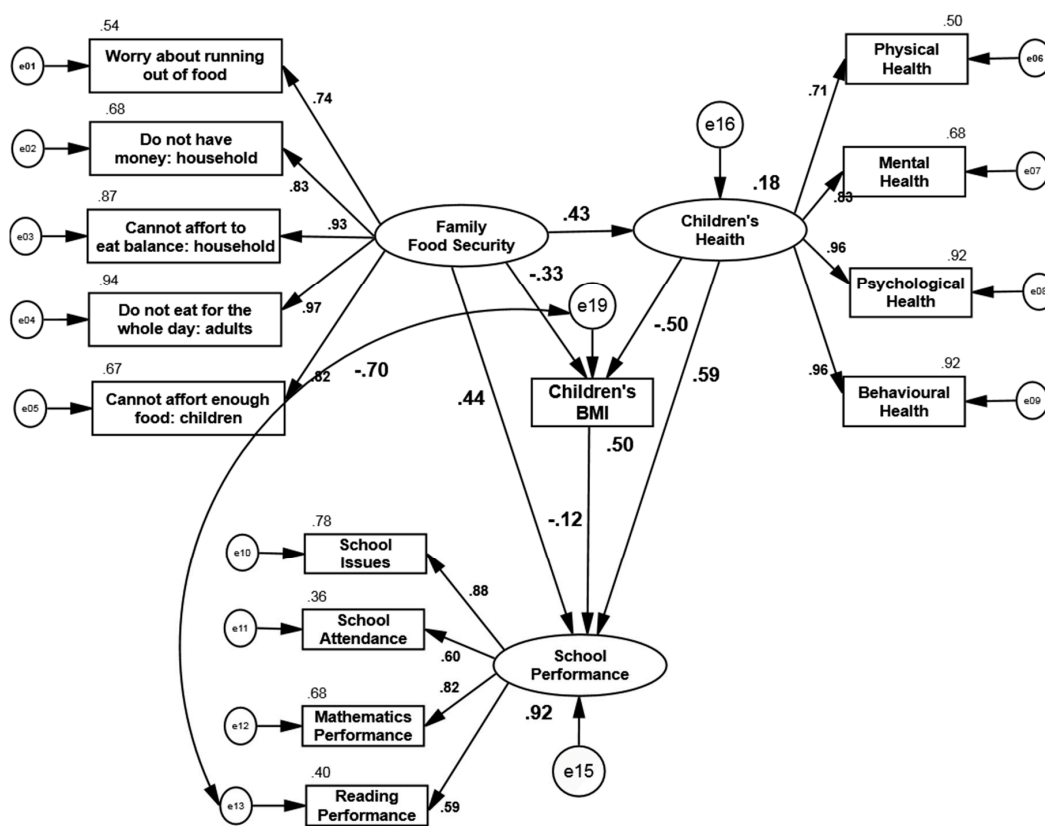 .54
e01
Worry about running
out of food
.74
.68
e02
Do not have
money: household
.83
.87
e03
Cannot affort to
eat balance: household
.93
.94
e04
Do not eat for the
whole day: adults
.97
.67
e05
Cannot affort enough
food: children
.82
Family
Food Security
.43
-.33
.44
-.70
e19
e16
.18
Children's
Health
-.50
.59
Children's
BMI
.50
-.12
.50
Physical
Health
e06
.71
.68
Mental
Health
e07
.83
.92
Psychological
Health
e08
.96
.92
Behavioural
Health
e09
.96
.78
e10
School
Issues
.88
.36
e11
School
Attendance
.60
.68
e12
Mathematics
Performance
.82
.40
e13
Reading
Performance
.59
School
Performance
.92
e15